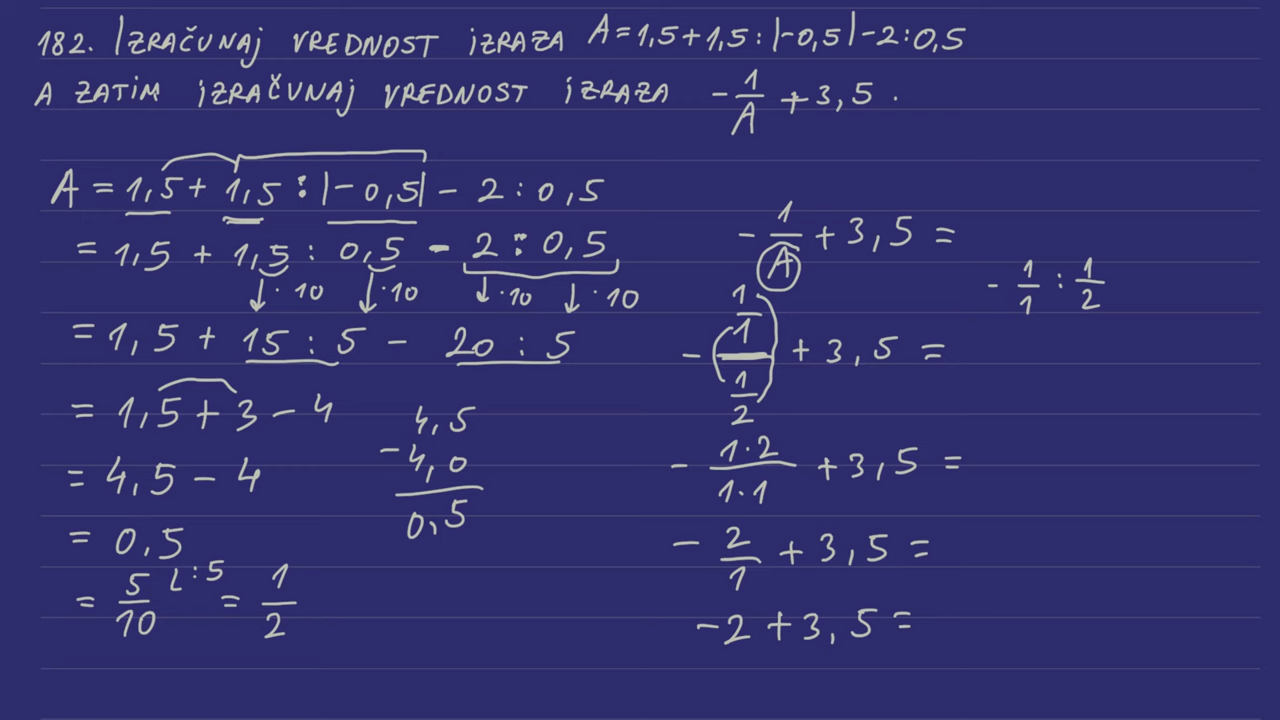 182. IZRAČUNAJ VREDNOST IZRAZA A = 1,5 + 1,5 : |-0,5| - 2 : 0,5
A ZATIM IZRAČUNAJ VREDNOST IZRAZA - 1/A + 3,5 .
A = 1,5 + 1,5 : |-0,5| - 2 : 0,5
= 1,5 + 1,5 : 0,5 - 2 : 0,5
↓·10 ↓·10 ↓·10 ↓·10
= 1,5 + 15 : 5 - 20 : 5
= 1,5 + 3 - 4
= 4,5 - 4
= 0,5
= 5/10 ∟:5 = 1/2
4,5
- 4,0
0,5
- 1/A + 3,5 =
- ((1/1)/(1/2)) + 3,5 =
- 1·2/1·1 + 3,5 =
- 2/1 + 3,5 =
-2 + 3,5 =
- 1/1 : 1/2